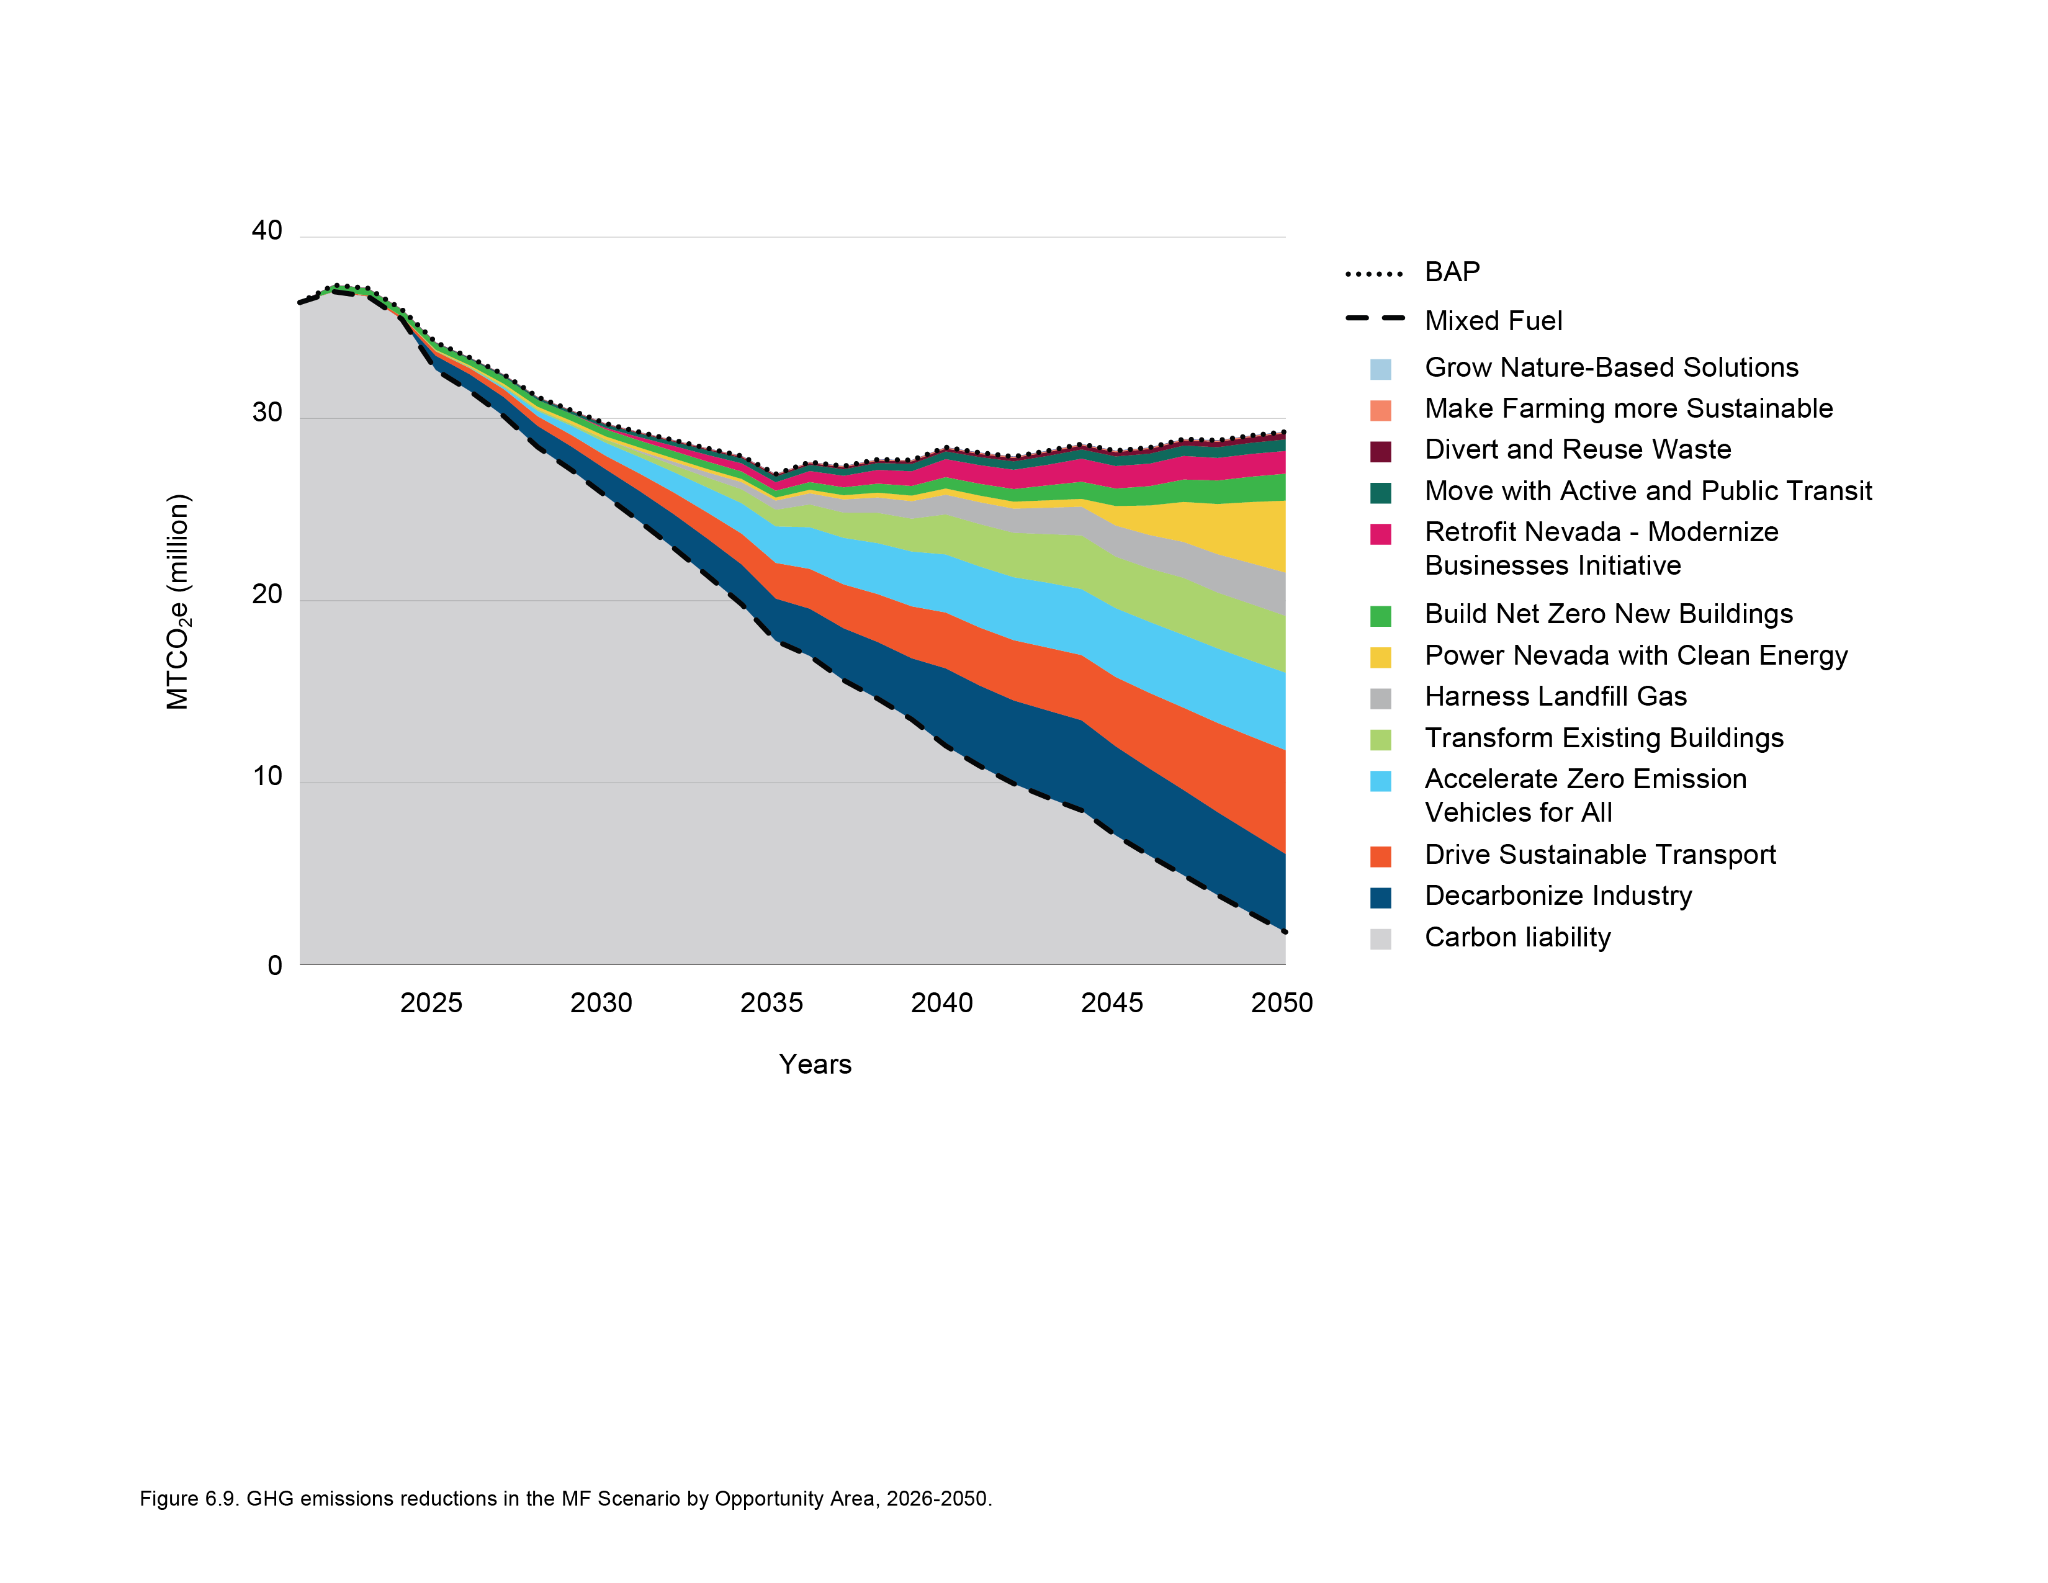 40
30
20
10
0
MTCO₂e (million)
2025 2030 2035 2040 2045 2050
Years
BAP
Mixed Fuel
Grow Nature-Based Solutions
Make Farming more Sustainable
Divert and Reuse Waste
Move with Active and Public Transit
Retrofit Nevada - Modernize
Businesses Initiative
Build Net Zero New Buildings
Power Nevada with Clean Energy
Harness Landfill Gas
Transform Existing Buildings
Accelerate Zero Emission
Vehicles for All
Drive Sustainable Transport
Decarbonize Industry
Carbon liability
Figure 6.9. GHG emissions reductions in the MF Scenario by Opportunity Area, 2026-2050.